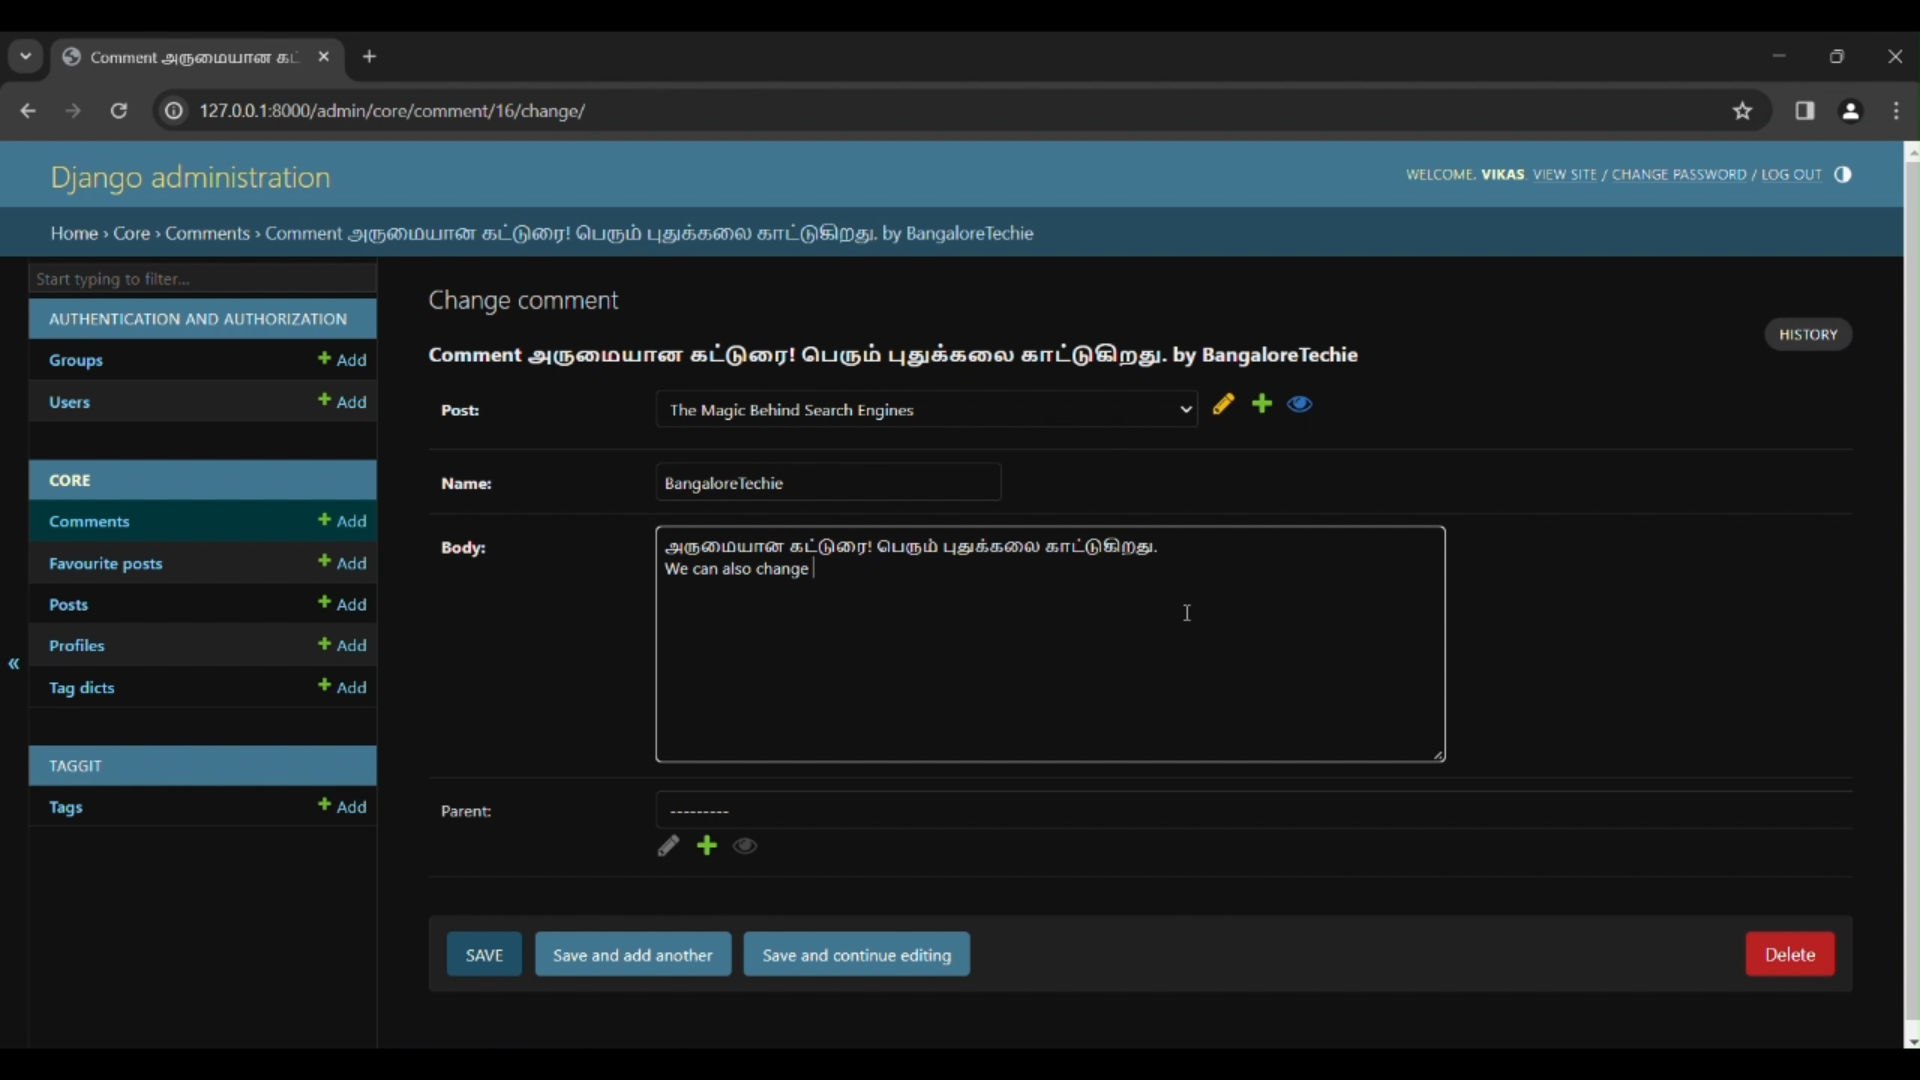 Comment அருமையான கட்
127.0.0.1:8000/admin/core/comment/16/change/
Django administration
WELCOME, VIKAS. VIEW SITE / CHANGE PASSWORD / LOG OUT
Home › Core › Comments › Comment அருமையான கட்டுரை! பெரும் புதுக்கலை காட்டுகிறது. by BangaloreTechie
Start typing to filter...
AUTHENTICATION AND AUTHORIZATION
Groups + Add
Users + Add
CORE
Comments + Add
Favourite posts + Add
Posts + Add
Profiles + Add
Tag dicts + Add
TAGGIT
Tags + Add
Change comment
HISTORY
Comment அருமையான கட்டுரை! பெரும் புதுக்கலை காட்டுகிறது. by BangaloreTechie
Post: The Magic Behind Search Engines
Name: BangaloreTechie
Body: அருமையான கட்டுரை! பெரும் புதுக்கலை காட்டுகிறது.
We can also change
Parent: ---------
SAVE Save and add another Save and continue editing Delete